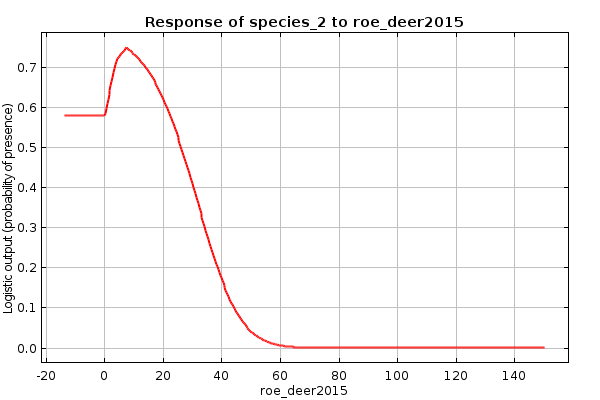 Response of species_2 to roe_deer2015
Logistic output (probability of presence)
0.7
0.6
0.5
0.4
0.3
0.2
0.1
0.0
-20 0 20 40 60 80 100 120 140
roe_deer2015